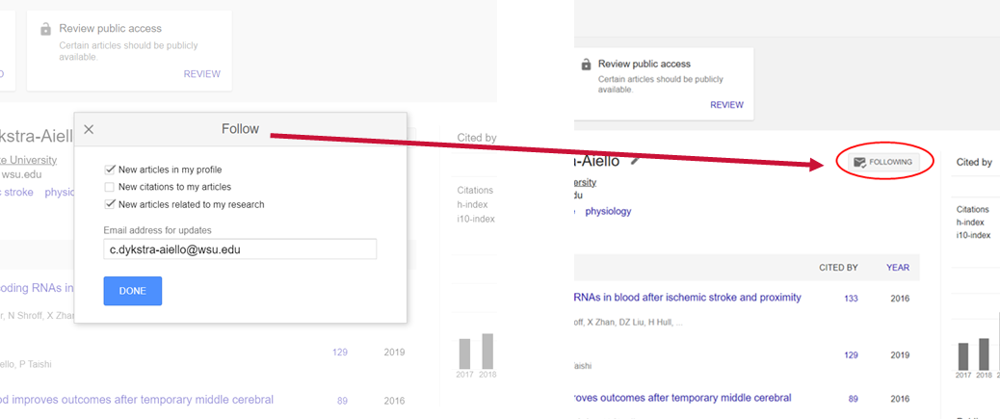 Review public access
Certain articles should be publicly
available.
REVIEW
Follow
New articles in my profile
New citations to my articles
New articles related to my research
Email address for updates
c.dykstra-aiello@wsu.edu
DONE
Cited by
Citations
h-index
i10-index
University
wsu.edu
stroke
oding RNAs in
N Shroff, X Zhan
129 2019
ello, P Taishi
d improves outcomes after temporary middle cerebral
89 2016
2017 2018
Review public access
Certain articles should be publicly
available.
REVIEW
a-Aiello
FOLLOWING
Cited by
physiology
Citations
h-index
i10-index
CITED BY YEAR
RNAs in blood after ischemic stroke and proximity
133 2016
off, X Zhan, DZ Liu, H Hull, ...
129 2019
Taishi
roves outcomes after temporary middle cerebral
89 2016
2017 2018